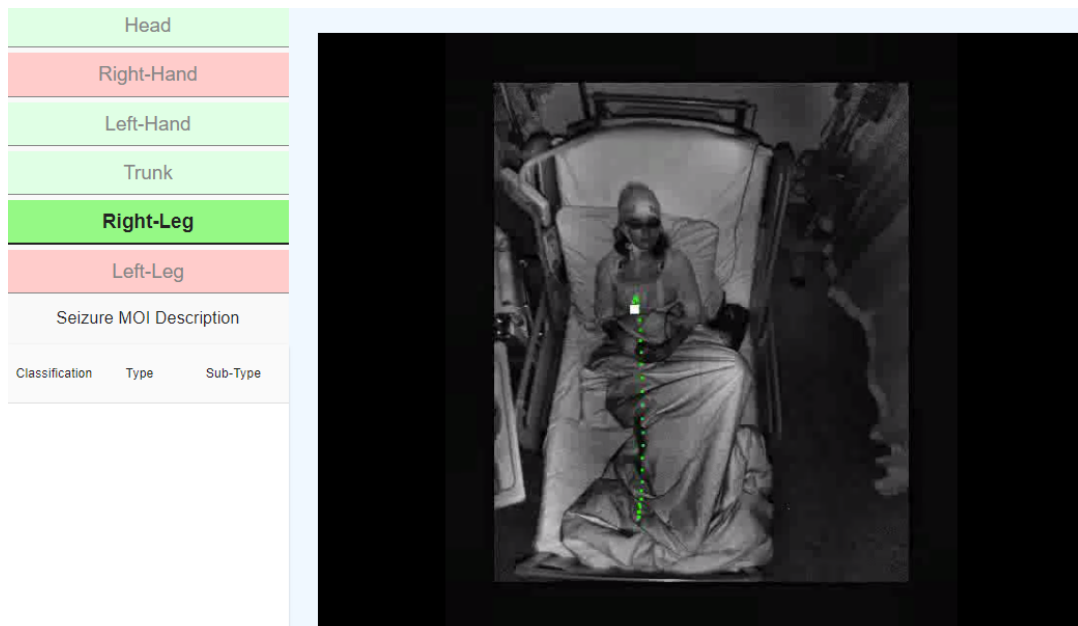 Head
Right-Hand
Left-Hand
Trunk
Right-Leg
Left-Leg
Seizure MOI Description
Classification Type Sub-Type